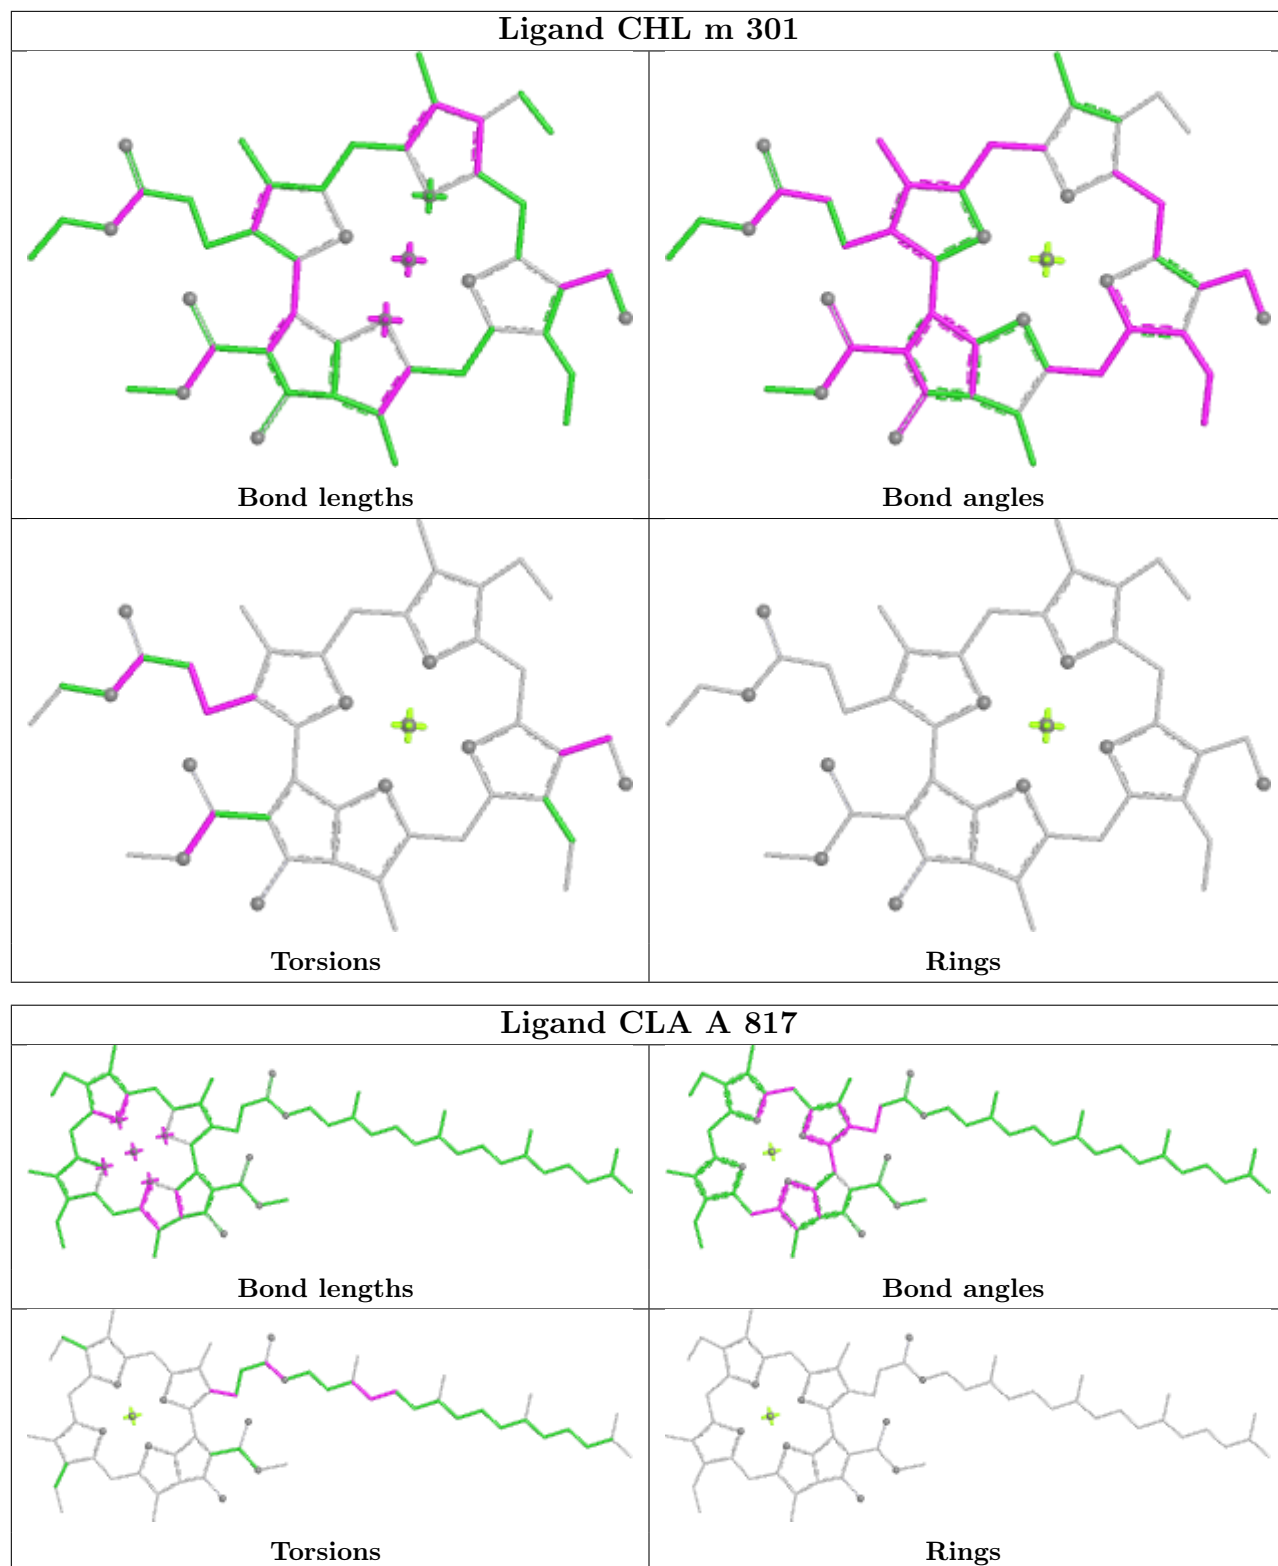 Ligand CHL m 301
Bond lengths
Bond angles
Torsions
Rings
Ligand CLA A 817
Bond lengths
Bond angles
Torsions
Rings